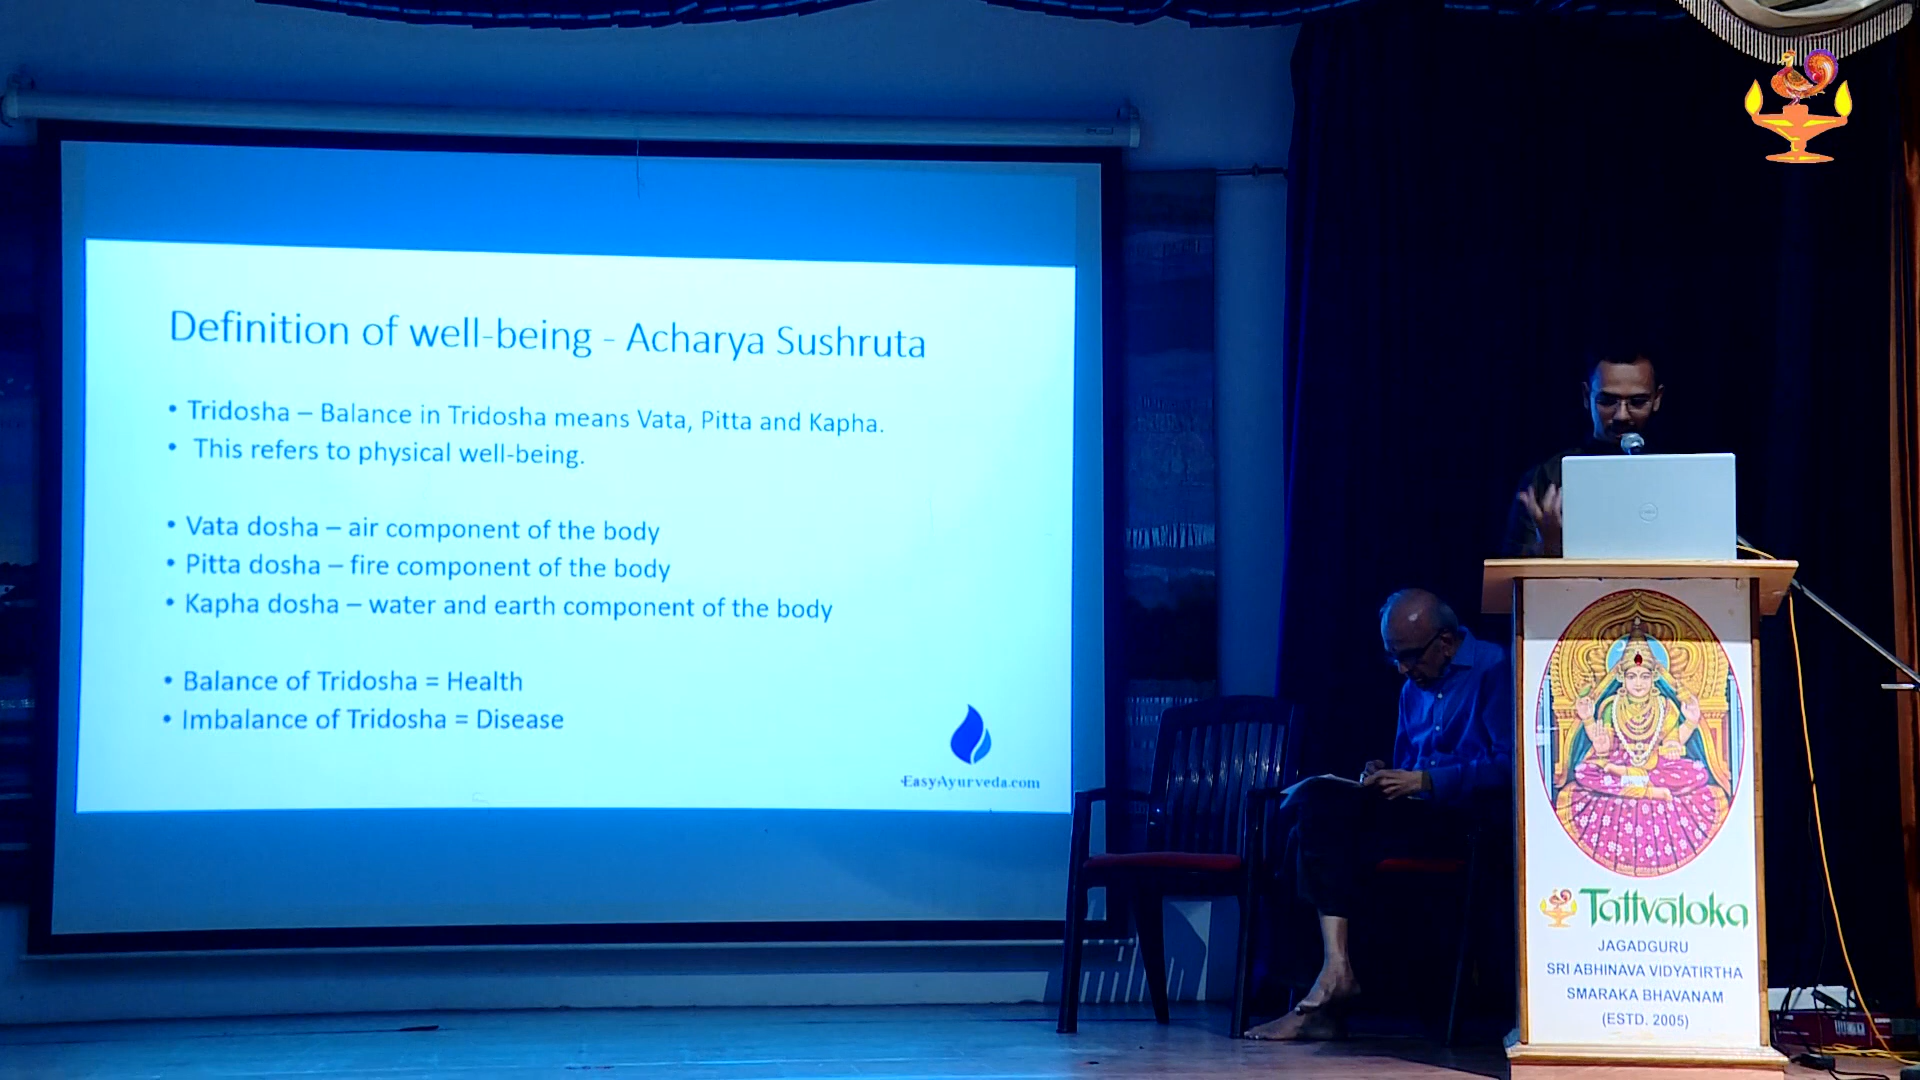 Definition of well-being - Acharya Sushruta
• Tridosha – Balance in Tridosha means Vata, Pitta and Kapha.
• This refers to physical well-being.
• Vata dosha – air component of the body
• Pitta dosha – fire component of the body
• Kapha dosha – water and earth component of the body
• Balance of Tridosha = Health
• Imbalance of Tridosha = Disease
EasyAyurveda.com
DELL
Tattvāloka
JAGADGURU
SRI ABHINAVA VIDYATIRTHA
SMARAKA BHAVANAM
(ESTD. 2005)